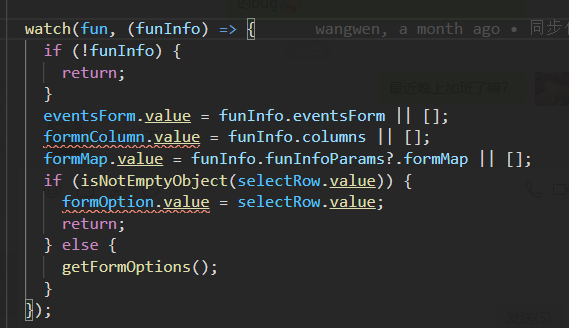 watch(fun, (funInfo) => { wangwen, a month ago • 同步
if (!funInfo) {
return;
}
eventsForm.value = funInfo.eventsForm || [];
formnColumn.value = funInfo.columns || [];
formMap.value = funInfo.funInfoParams?.formMap || [];
if (isNotEmptyObject(selectRow.value)) {
formOption.value = selectRow.value;
return;
} else {
getFormOptions();
}
});